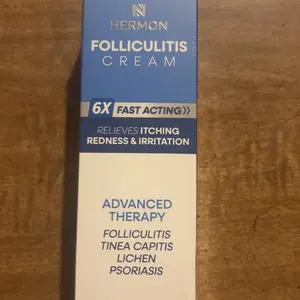 HERMON
FOLLICULITIS
CREAM
6X FAST ACTING
RELIEVES ITCHING
REDNESS & IRRITATION
ADVANCED
THERAPY
FOLLICULITIS
TINEA CAPITIS
LICHEN
PSORIASIS